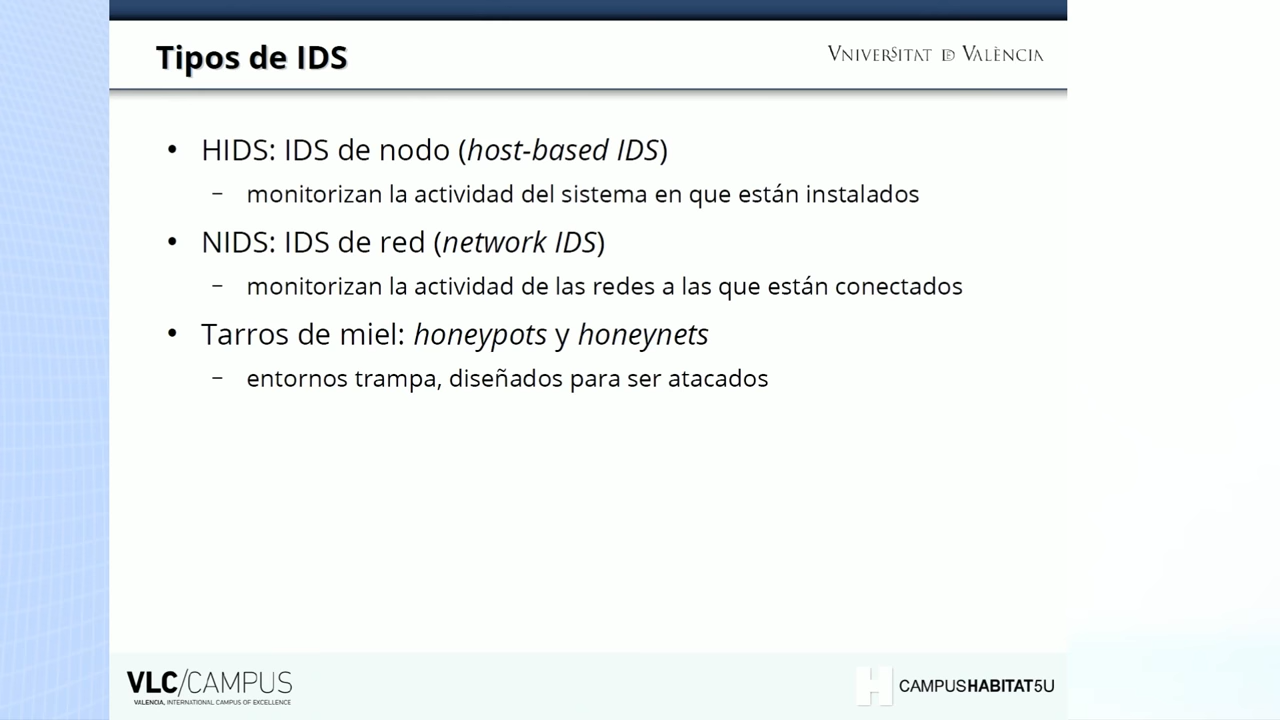 Tipos de IDS
VNIVERSITAT DE VALÈNCIA
• HIDS: IDS de nodo (host-based IDS)
– monitorizan la actividad del sistema en que están instalados
• NIDS: IDS de red (network IDS)
– monitorizan la actividad de las redes a las que están conectados
• Tarros de miel: honeypots y honeynets
– entornos trampa, diseñados para ser atacados
VLC/CAMPUS
VALENCIA, INTERNATIONAL CAMPUS OF EXCELLENCE
H CAMPUSHABITAT5U